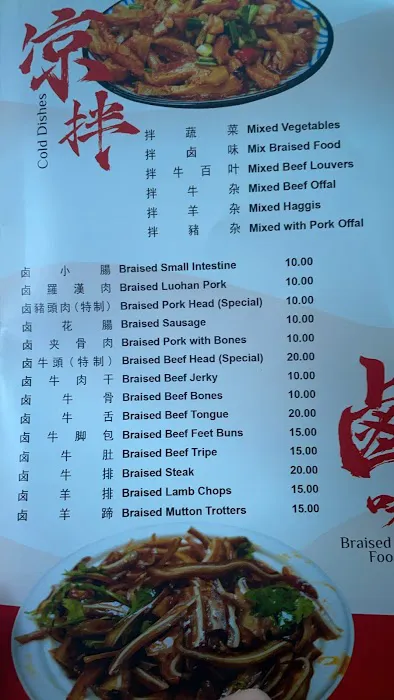 凉拌
Cold Dishes
拌蔬菜 Mixed Vegetables
拌卤味 Mix Braised Food
拌牛百叶 Mixed Beef Louvers
拌牛杂 Mixed Beef Offal
拌羊杂 Mixed Haggis
拌豬杂 Mixed with Pork Offal
卤小腸 Braised Small Intestine 10.00
卤羅漢肉 Braised Luohan Pork 10.00
卤豬頭肉(特制) Braised Pork Head (Special) 10.00
卤花腸 Braised Sausage 10.00
卤夹骨肉 Braised Pork with Bones 10.00
卤牛頭(特制) Braised Beef Head (Special) 20.00
卤牛肉干 Braised Beef Jerky 10.00
卤牛骨 Braised Beef Bones 10.00
卤牛舌 Braised Beef Tongue 20.00
卤牛脚包 Braised Beef Feet Buns 15.00
卤牛肚 Braised Beef Tripe 15.00
卤牛排 Braised Steak 20.00
卤羊排 Braised Lamb Chops 15.00
卤羊蹄 Braised Mutton Trotters 15.00
Braised